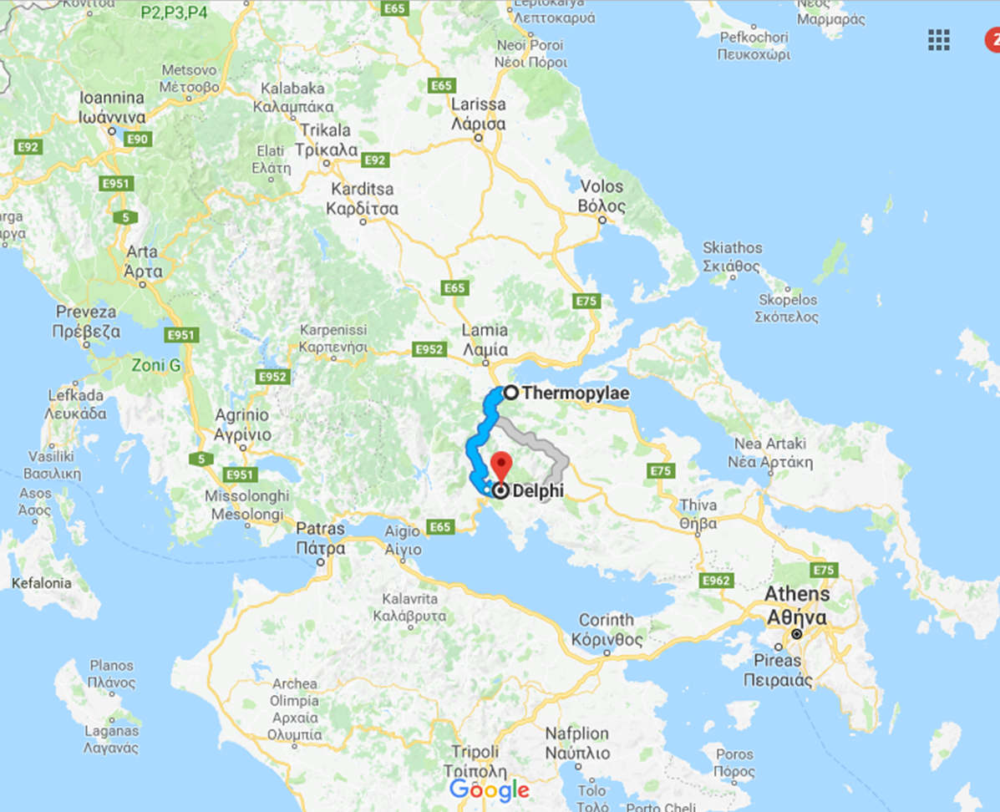 Κόνιτσα
P2,P3,P4
E65
Leptokarya
Λεπτοκαρυά
Νέος
Μαρμαράς
Pefkochori
Πευκοχώρι
2
Neoi Poroi
Νέοι Πόροι
Metsovo
Μέτσοβο
Ioannina
Ιωάννινα
Kalabaka
Καλαμπάκα
E65
Larissa
Λάρισα
E90
E92
Trikala
Τρίκαλα
E92
Elati
Ελάτη
E951
Karditsa
Καρδίτσα
Volos
Βόλος
5
Arta
Άρτα
Skiathos
Σκιάθος
E65
E75
Skopelos
Σκόπελος
Preveza
Πρέβεζα
E951
Karpenissi
Καρπενήσι
Lamia
Λαμία
E952
Zoni G
E952
Lefkada
Λευκάδα
Thermopylae
Agrinio
Αγρίνιο
Vasiliki
Βασιλική
5
E951
Nea Artaki
Νέα Αρτάκη
E75
Delphi
Asos
Άσος
Missolonghi
Mesolongi
Thiva
Θήβα
Patras
Πάτρα
Aigio
Αίγιο
E65
Kefalonia
E75
E962
Athens
Αθήνα
Kalavrita
Καλάβρυτα
Corinth
Κόρινθος
Pireas
Πειραιάς
Planos
Πλάνος
Archea
Olimpia
Αρχαία
Ολυμπία
Laganas
Λαγανάς
Nafplion
Ναύπλιο
Tripoli
Τρίπολη
Poros
Πόρος
Google
Tolo
Τολό
Porto Cheli